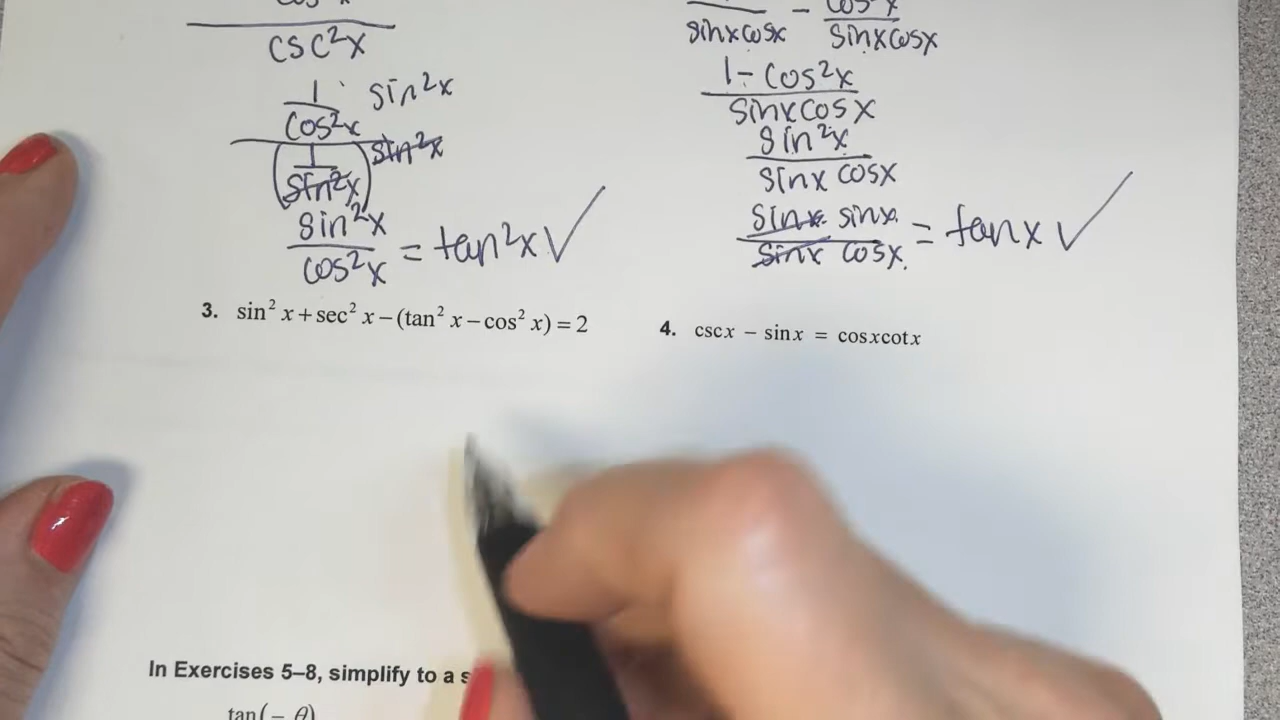 csc²x
1 sin²x
cos²x
1 sin²x
sin²x
sin²x
cos²x = tan²x ✓
sinxcosx – cos²x
sinxcosx
1 – cos²x
sinxcosx
sin²x
sinx cosx
sinx sinx
sinx cosx = tanx ✓
3. sin² x + sec² x – (tan² x – cos² x) = 2
4. cscx – sinx = cosxcotx
In Exercises 5–8, simplify to a s
tan(– θ)